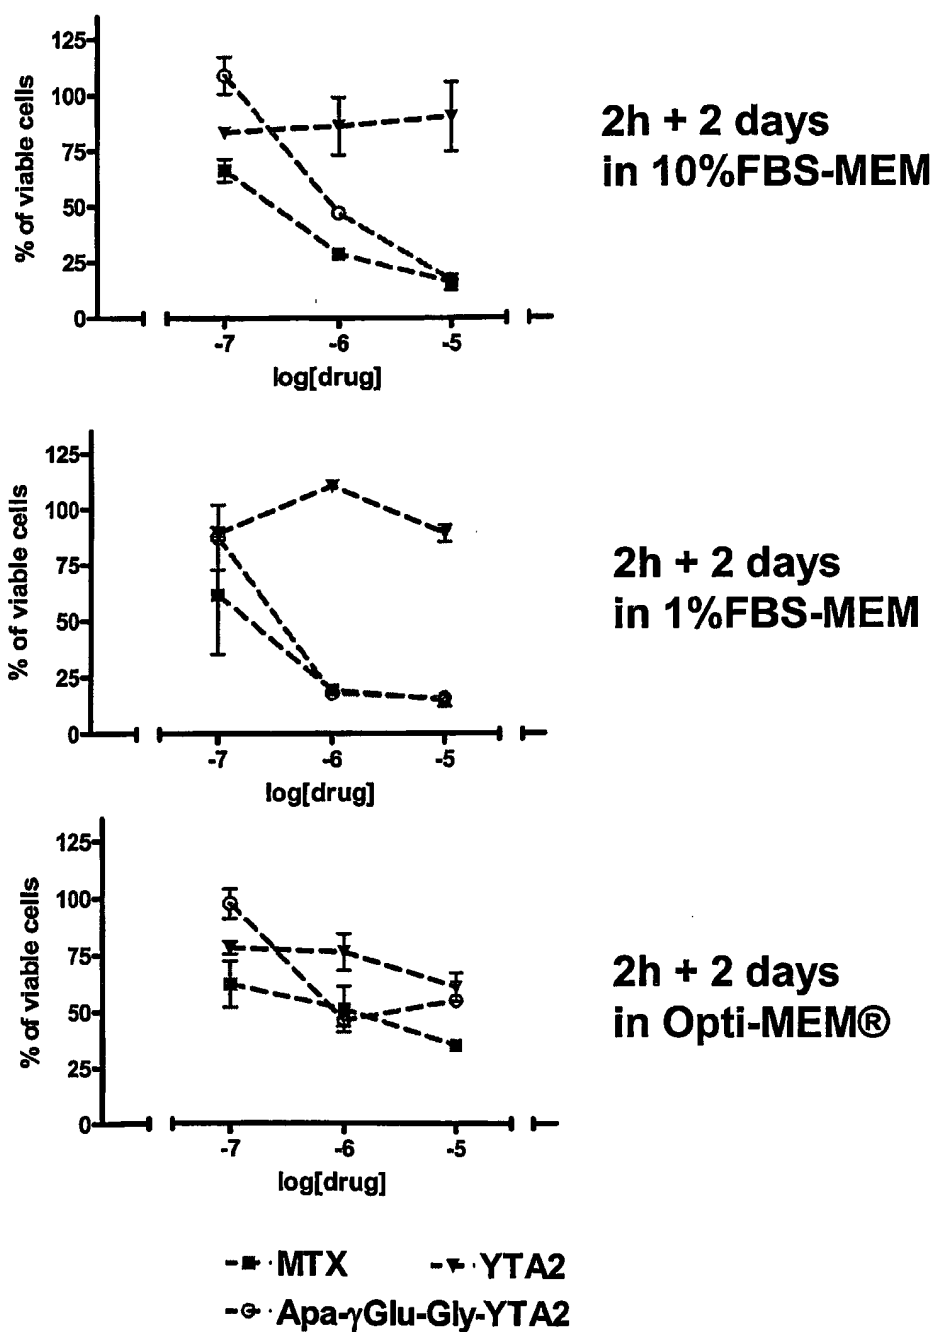 125
100
75
50
25
0
% of viable cells
-7 -6 -5
log[drug]
2h + 2 days
in 10%FBS-MEM
125
100
75
50
25
0
% of viable cells
-7 -6 -5
log[drug]
2h + 2 days
in 1%FBS-MEM
125
100
75
50
25
0
% of viable cells
-7 -6 -5
log[drug]
2h + 2 days
in Opti-MEM®
MTX YTA2
Apa-γGlu-Gly-YTA2